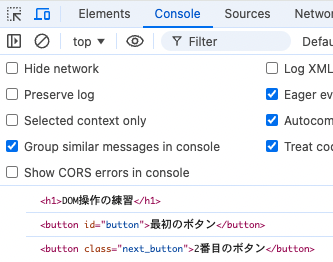 Elements Console Sources Netwo
top Filter Defau
Hide network Log XML
Preserve log Eager ev
Selected context only Autocom
Group similar messages in console Treat coo
Show CORS errors in console
<h1>DOM操作の練習</h1>
<button id="button">最初のボタン</button>
<button class="next_button">2番目のボタン</button>